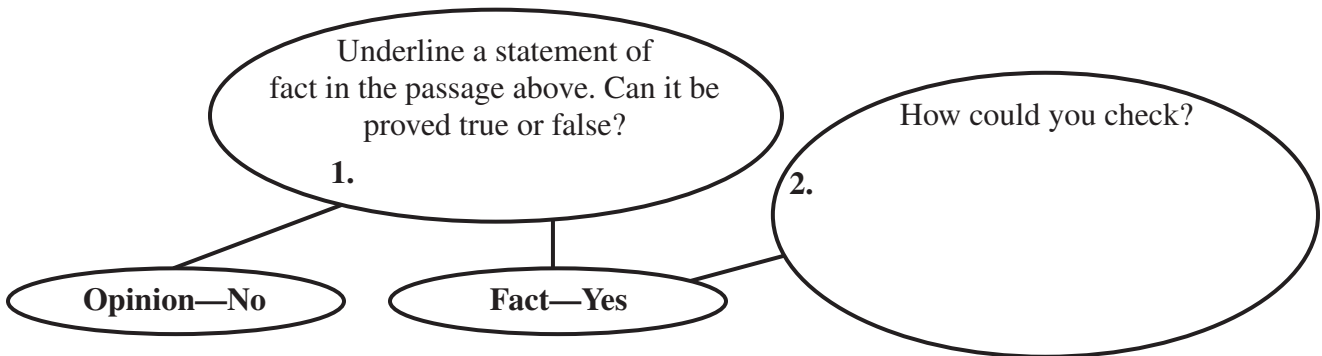 Underline a statement of
fact in the passage above. Can it be
proved true or false?
1.
How could you check?
2.
Opinion—No
Fact—Yes